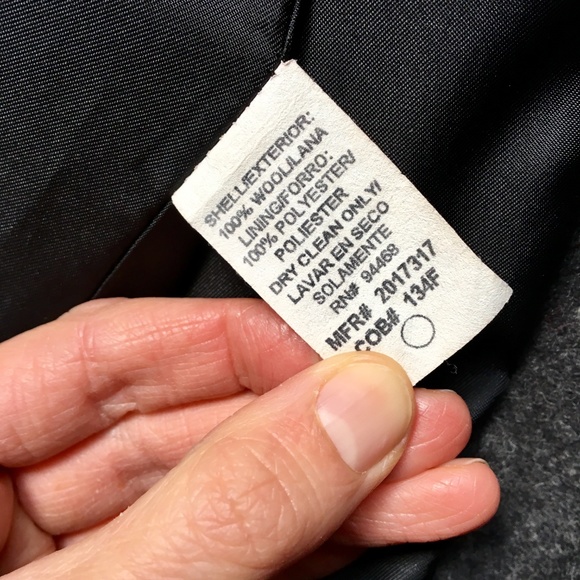 SHELL/EXTERIOR:
100% WOOL/LANA
LINING/FORRO:
100% POLYESTER/
POLIESTER
DRY CLEAN ONLY/
LAVAR EN SECO
SOLAMENTE
RN# 94468
MFR# 2017317
COB# 134F